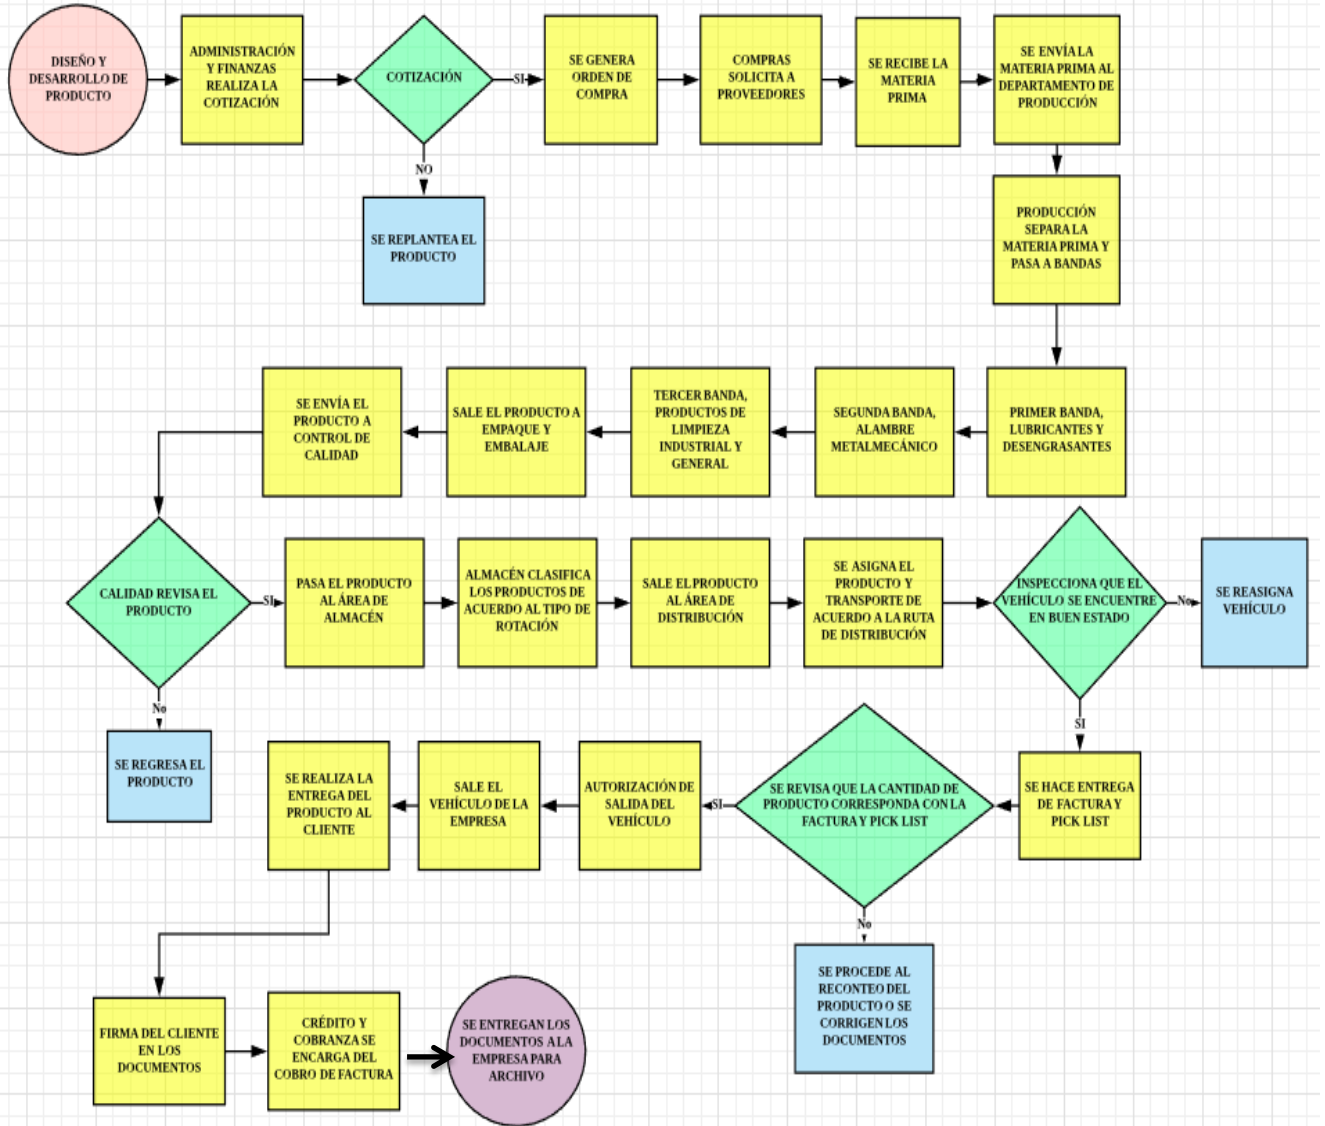 DISEÑO Y
DESARROLLO DE
PRODUCTO
ADMINISTRACIÓN
Y FINANZAS
REALIZA LA
COTIZACIÓN
COTIZACIÓN
SI
SE GENERA
ORDEN DE
COMPRA
COMPRAS
SOLICITA A
PROVEEDORES
SE RECIBE LA
MATERIA
PRIMA
SE ENVÍA LA
MATERIA PRIMA AL
DEPARTAMENTO DE
PRODUCCIÓN
NO
SE REPLANTEA EL
PRODUCTO
PRODUCCIÓN
SEPARA LA
MATERIA PRIMA Y
PASA A BANDAS
PRIMER BANDA,
LUBRICANTES Y
DESENGRASANTES
SEGUNDA BANDA,
ALAMBRE
METALMECÁNICO
TERCER BANDA,
PRODUCTOS DE
LIMPIEZA
INDUSTRIAL Y
GENERAL
SALE EL PRODUCTO A
EMPAQUE Y
EMBALAJE
SE ENVÍA EL
PRODUCTO A
CONTROL DE
CALIDAD
CALIDAD REVISA EL
PRODUCTO
No
SE REGRESA EL
PRODUCTO
SI
PASA EL PRODUCTO
AL ÁREA DE
ALMACÉN
ALMACÉN CLASIFICA
LOS PRODUCTOS DE
ACUERDO AL TIPO DE
ROTACIÓN
SALE EL PRODUCTO
AL ÁREA DE
DISTRIBUCIÓN
SE ASIGNA EL
PRODUCTO Y
TRANSPORTE DE
ACUERDO A LA RUTA
DE DISTRIBUCIÓN
INSPECCIONA QUE EL
VEHÍCULO SE ENCUENTRE
EN BUEN ESTADO
No
SE REASIGNA
VEHÍCULO
SI
SE HACE ENTREGA
DE FACTURA Y
PICK LIST
SE REVISA QUE LA CANTIDAD DE
PRODUCTO CORRESPONDA CON LA
FACTURA Y PICK LIST
No
SE PROCEDE AL
RECONTEO DEL
PRODUCTO O SE
CORRIGEN LOS
DOCUMENTOS
SI
AUTORIZACIÓN DE
SALIDA DEL
VEHÍCULO
SALE EL
VEHÍCULO DE LA
EMPRESA
SE REALIZA LA
ENTREGA DEL
PRODUCTO AL
CLIENTE
FIRMA DEL CLIENTE
EN LOS
DOCUMENTOS
CRÉDITO Y
COBRANZA SE
ENCARGA DEL
COBRO DE FACTURA
SE ENTREGAN LOS
DOCUMENTOS A LA
EMPRESA PARA
ARCHIVO